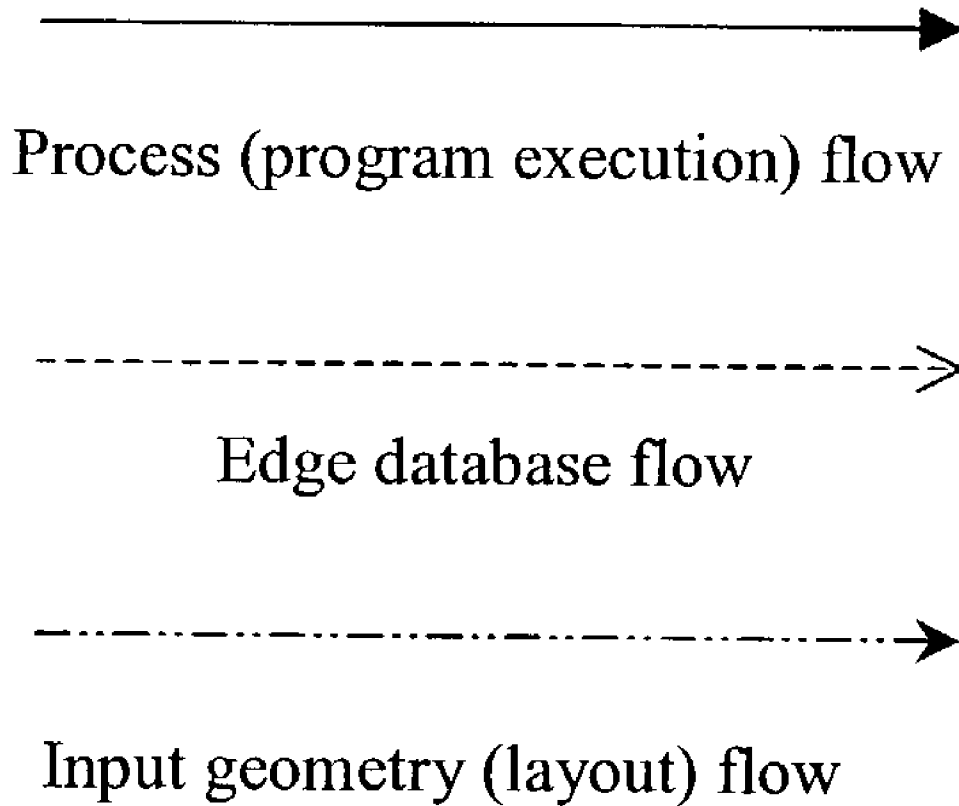 Process (program execution) flow
Edge database flow
Input geometry (layout) flow